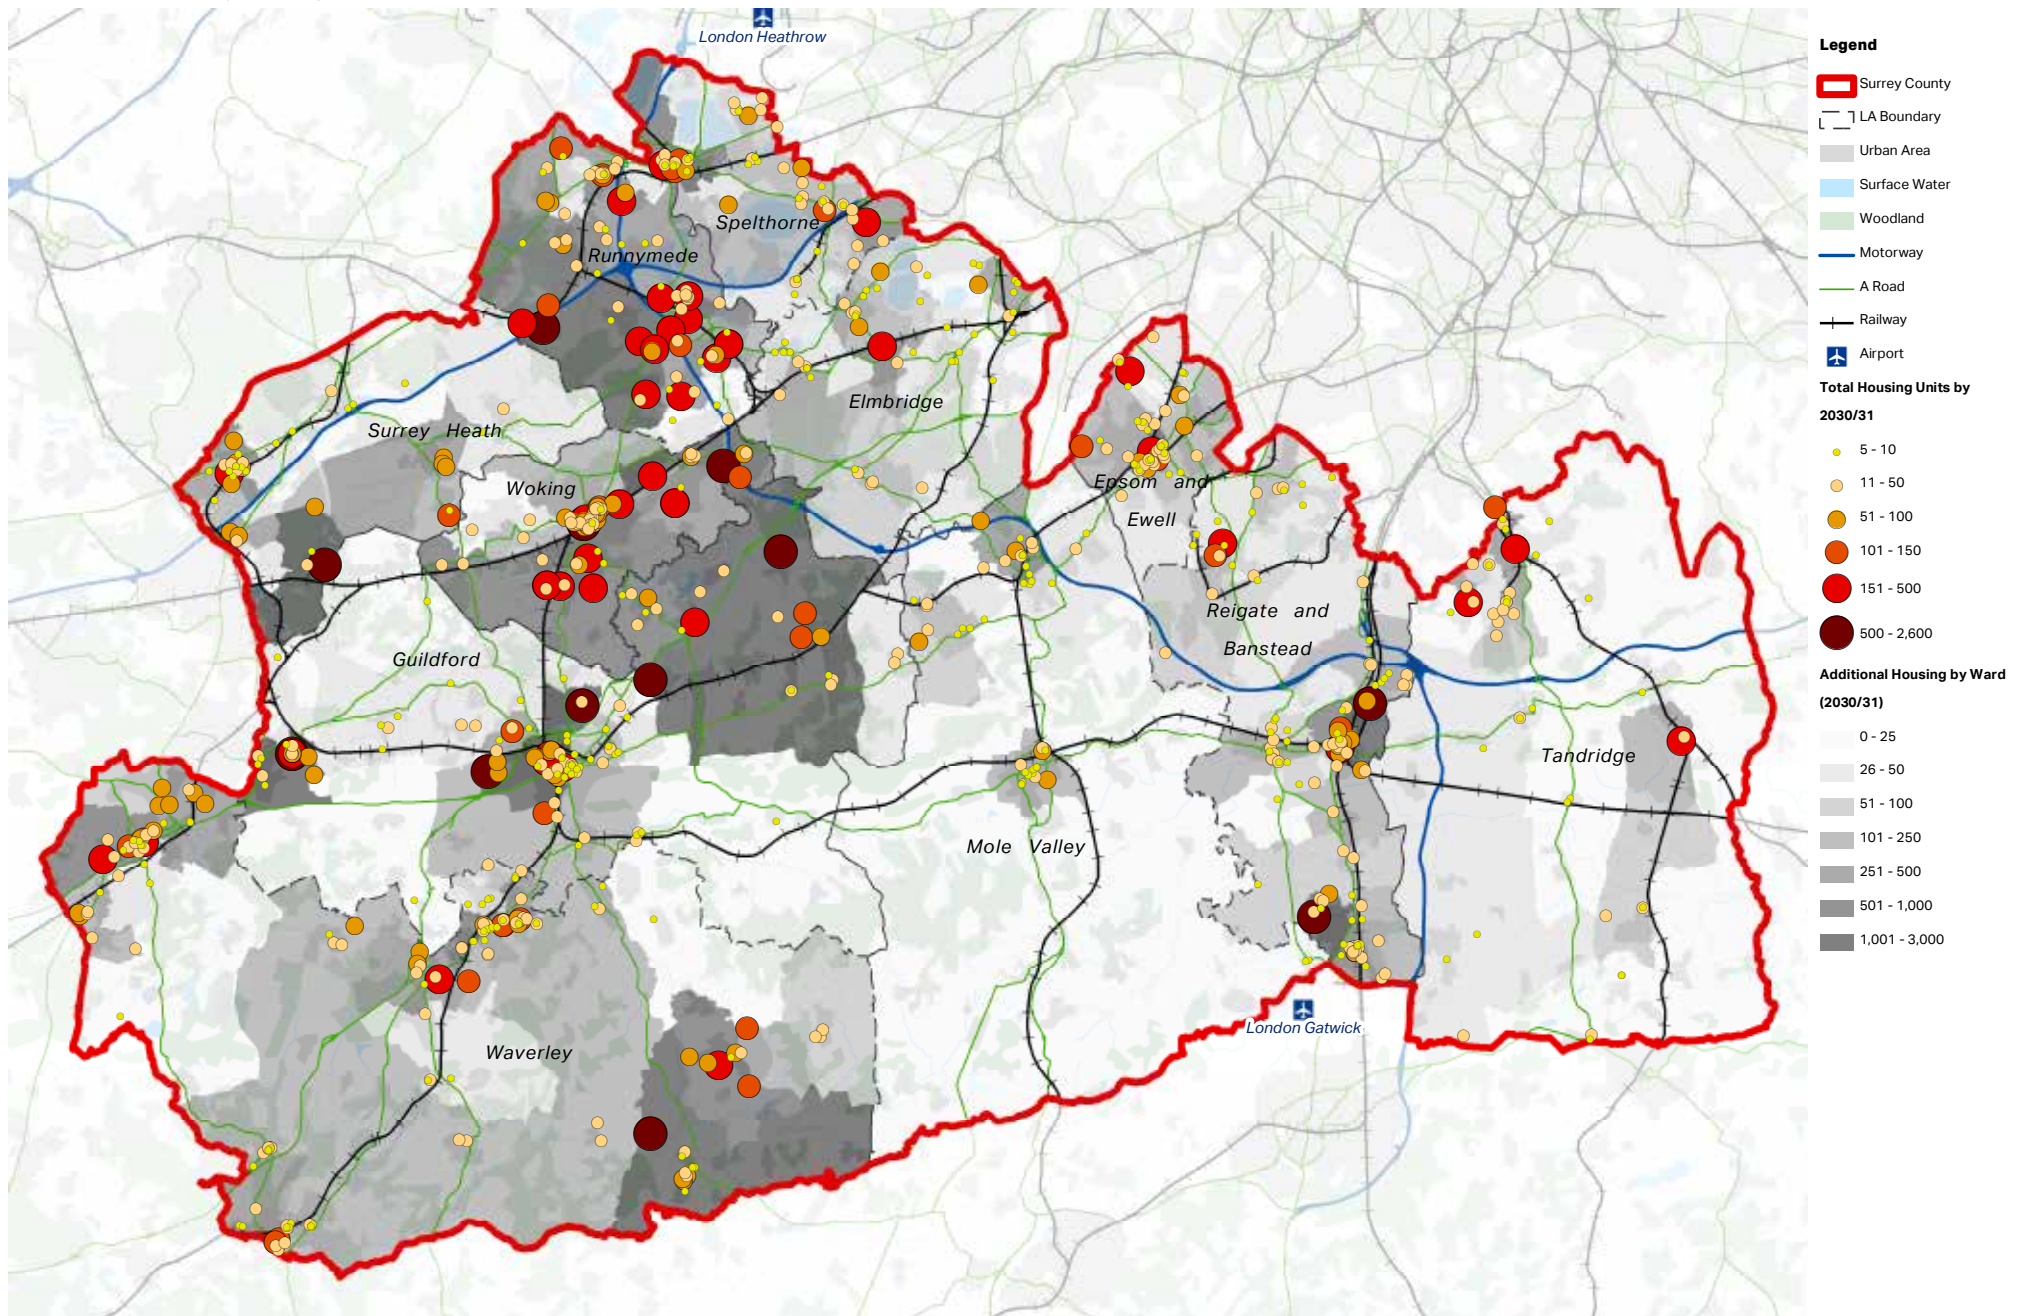 London Heathrow
Spelthorne
Runnymede
Elmbridge
Surrey Heath
Woking
Epsom and
Ewell
Reigate and
Banstead
Guildford
Tandridge
Mole Valley
Waverley
London Gatwick
Legend
Surrey County
LA Boundary
Urban Area
Surface Water
Woodland
Motorway
A Road
Railway
Airport
Total Housing Units by
2030/31
5 - 10
11 - 50
51 - 100
101 - 150
151 - 500
500 - 2,600
Additional Housing by Ward
(2030/31)
0 - 25
26 - 50
51 - 100
101 - 250
251 - 500
501 - 1,000
1,001 - 3,000